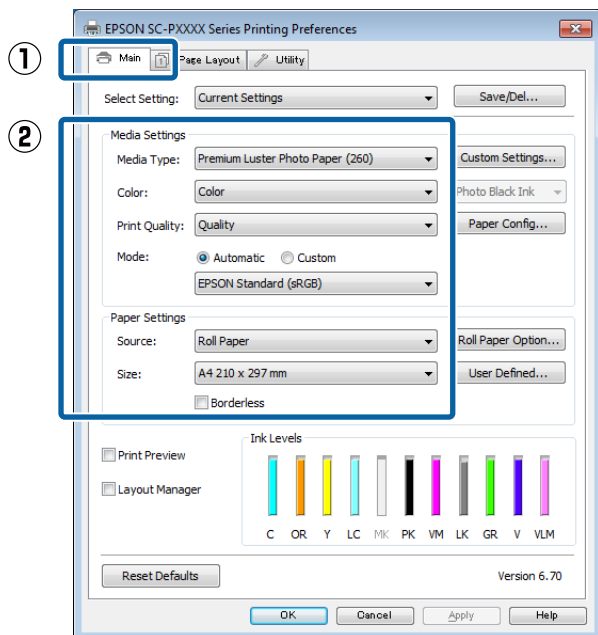 EPSON SC-PXXXX Series Printing Preferences
①
Main Page Layout Utility
Select Setting: Current Settings Save/Del...
②
Media Settings
Media Type: Premium Luster Photo Paper (260) Custom Settings...
Color: Color Photo Black Ink
Print Quality: Quality Paper Config...
Mode: Automatic Custom
EPSON Standard (sRGB)
Paper Settings
Source: Roll Paper Roll Paper Option...
Size: A4 210 x 297 mm User Defined...
Borderless
Print Preview
Layout Manager
Ink Levels
C OR Y LC MK PK VM LK GR V VLM
Reset Defaults Version 6.70
OK Cancel Apply Help